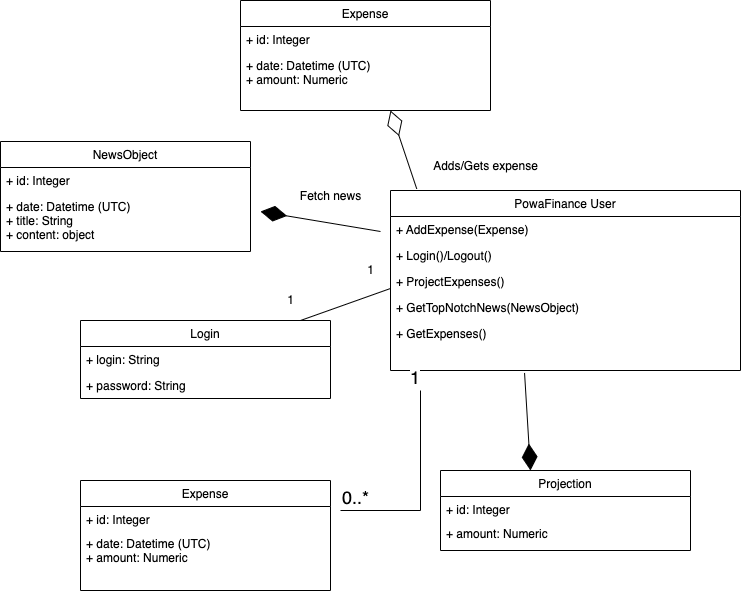 Expense
+ id: Integer
+ date: Datetime (UTC)
+ amount: Numeric
Adds/Gets expense
NewsObject
+ id: Integer
+ date: Datetime (UTC)
+ title: String
+ content: object
Fetch news
PowaFinance User
+ AddExpense(Expense)
+ Login()/Logout()
+ ProjectExpenses()
+ GetTopNotchNews(NewsObject)
+ GetExpenses()
1
1
Login
+ login: String
+ password: String
1
0..*
Expense
+ id: Integer
+ date: Datetime (UTC)
+ amount: Numeric
Projection
+ id: Integer
+ amount: Numeric